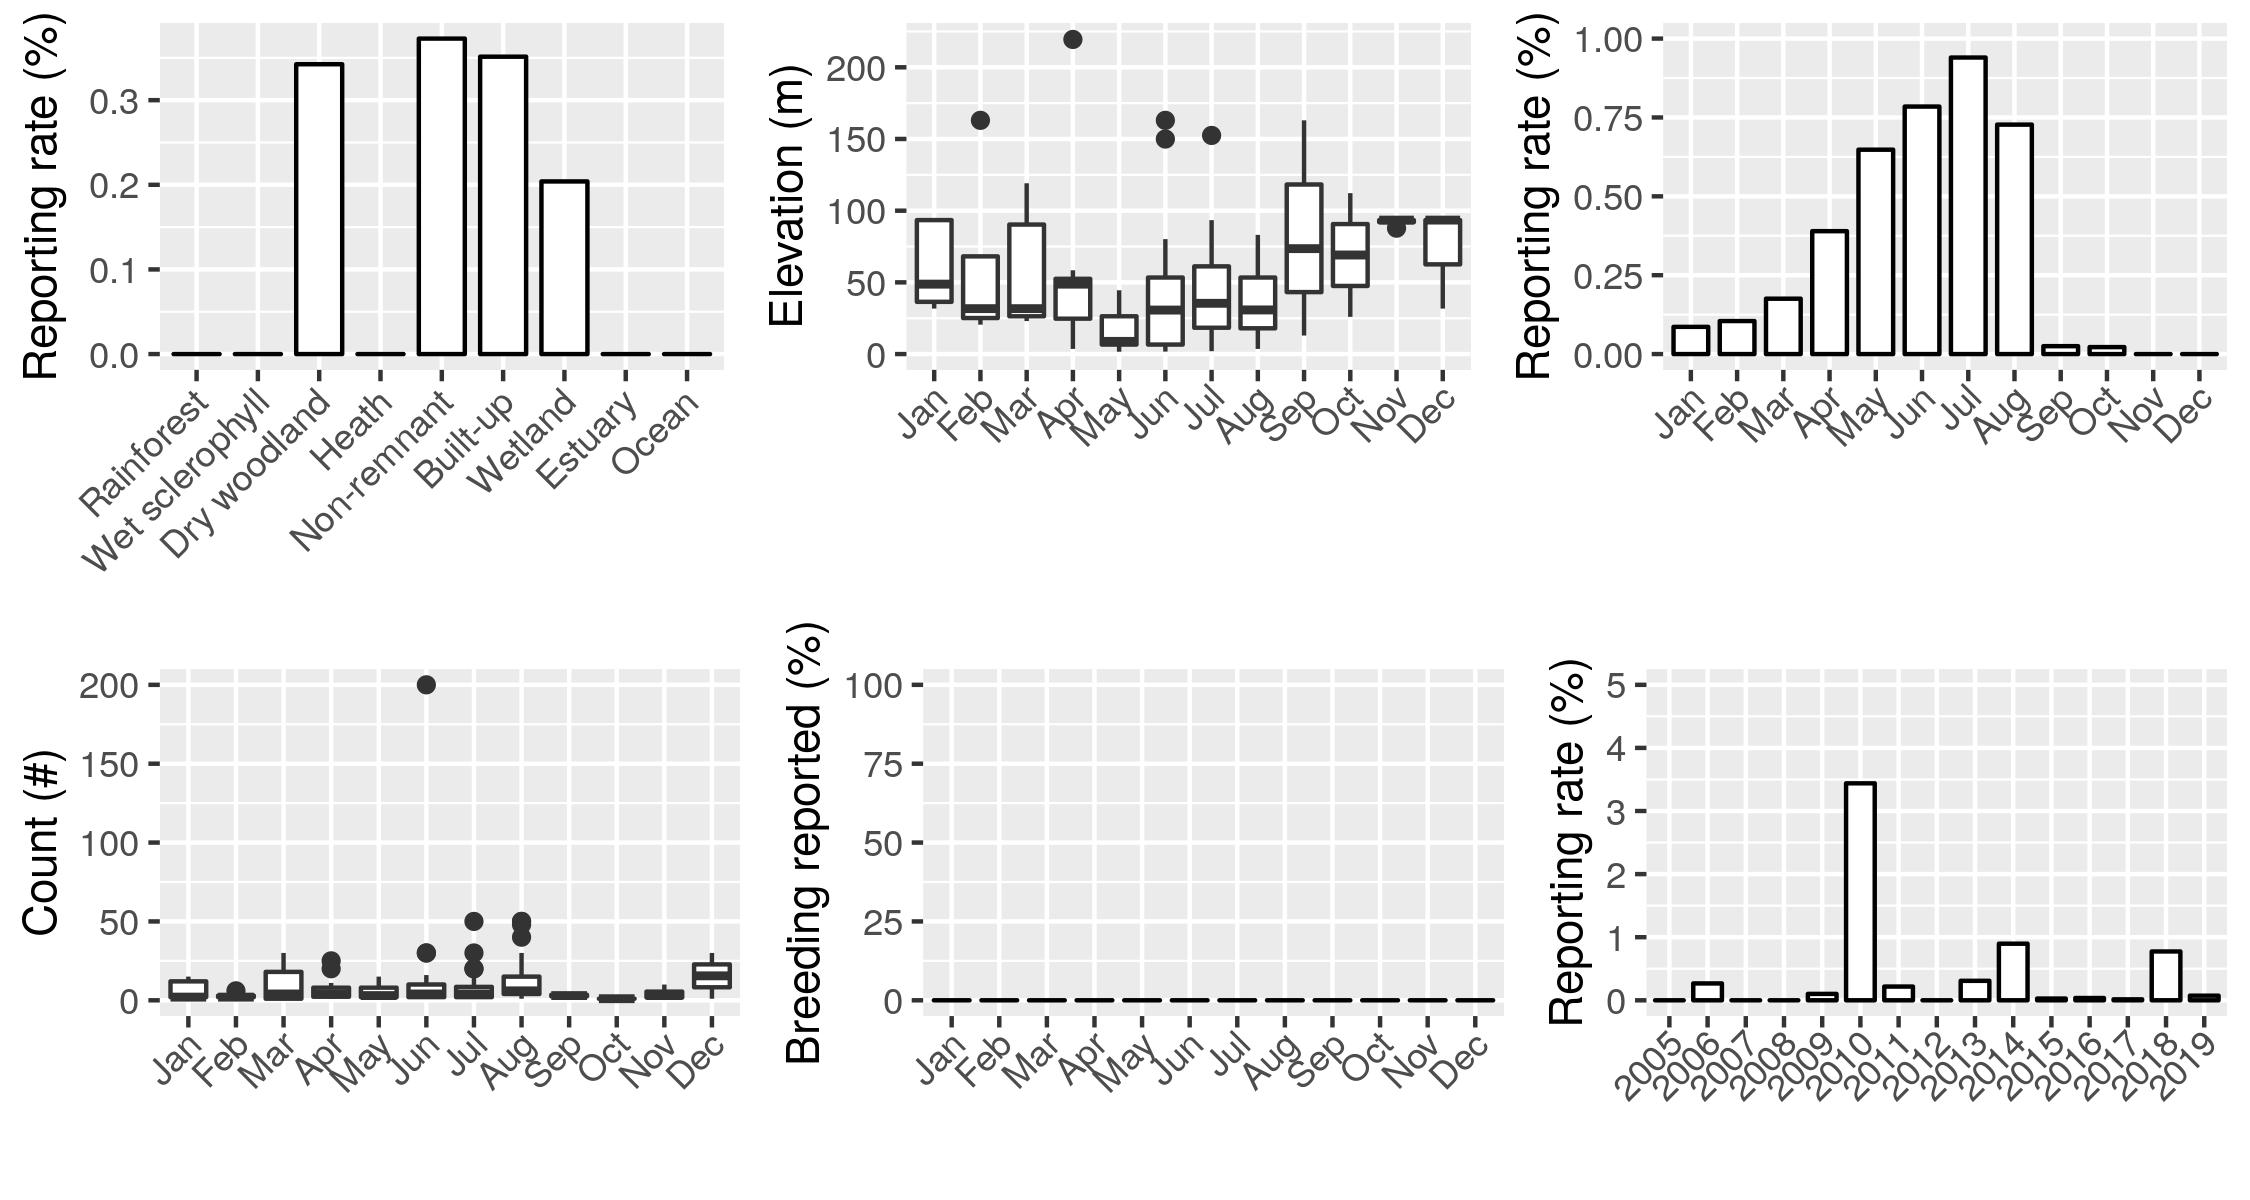 Reporting rate (%)
0.3
0.2
0.1
0.0
Rainforest
Wet sclerophyll
Dry woodland
Heath
Non-remnant
Built-up
Wetland
Estuary
Ocean
Elevation (m)
200
150
100
50
0
Jan Feb Mar Apr May Jun Jul Aug Sep Oct Nov Dec
Reporting rate (%)
1.00
0.75
0.50
0.25
0.00
Jan Feb Mar Apr May Jun Jul Aug Sep Oct Nov Dec
Count (#)
200
150
100
50
0
Jan Feb Mar Apr May Jun Jul Aug Sep Oct Nov Dec
Breeding reported (%)
100
75
50
25
0
Jan Feb Mar Apr May Jun Jul Aug Sep Oct Nov Dec
Reporting rate (%)
5
4
3
2
1
0
2005 2006 2007 2008 2009 2010 2011 2012 2013 2014 2015 2016 2017 2018 2019